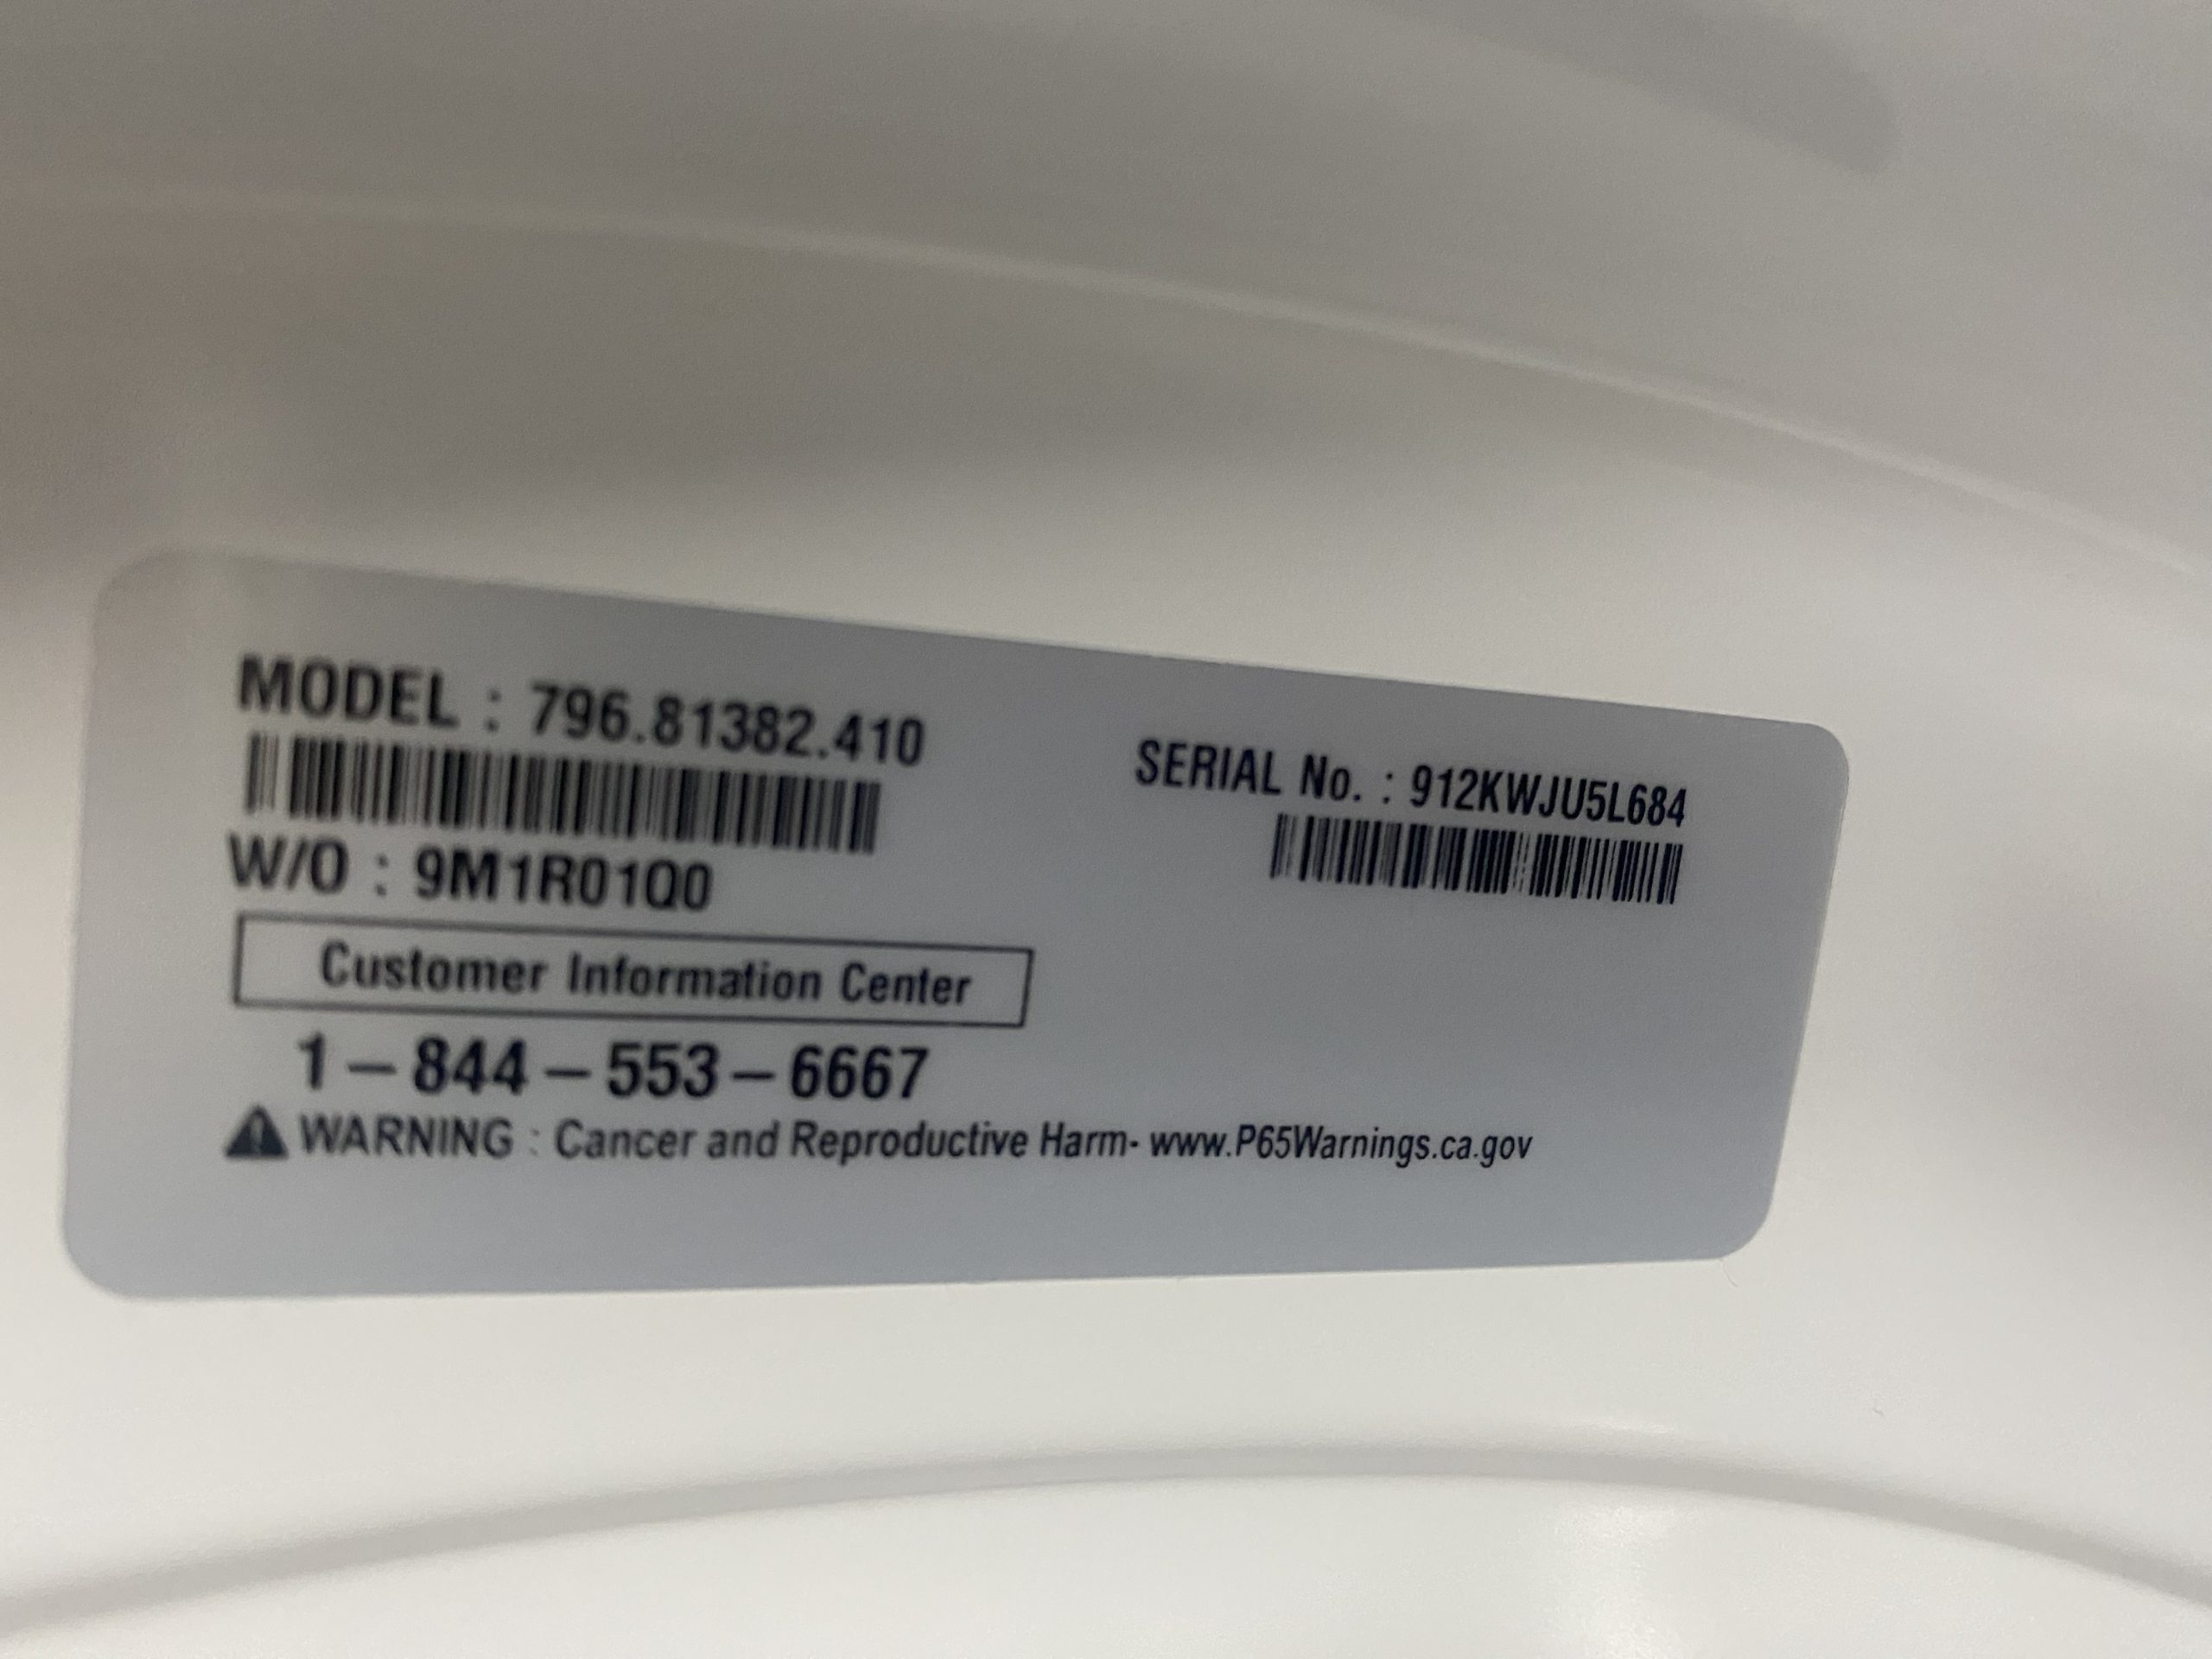 MODEL : 796.81382.410
SERIAL No. : 912KWJU5L684
W/O : 9M1R01Q0
Customer Information Center
1-844-553-6667
WARNING : Cancer and Reproductive Harm- www.P65Warnings.ca.gov